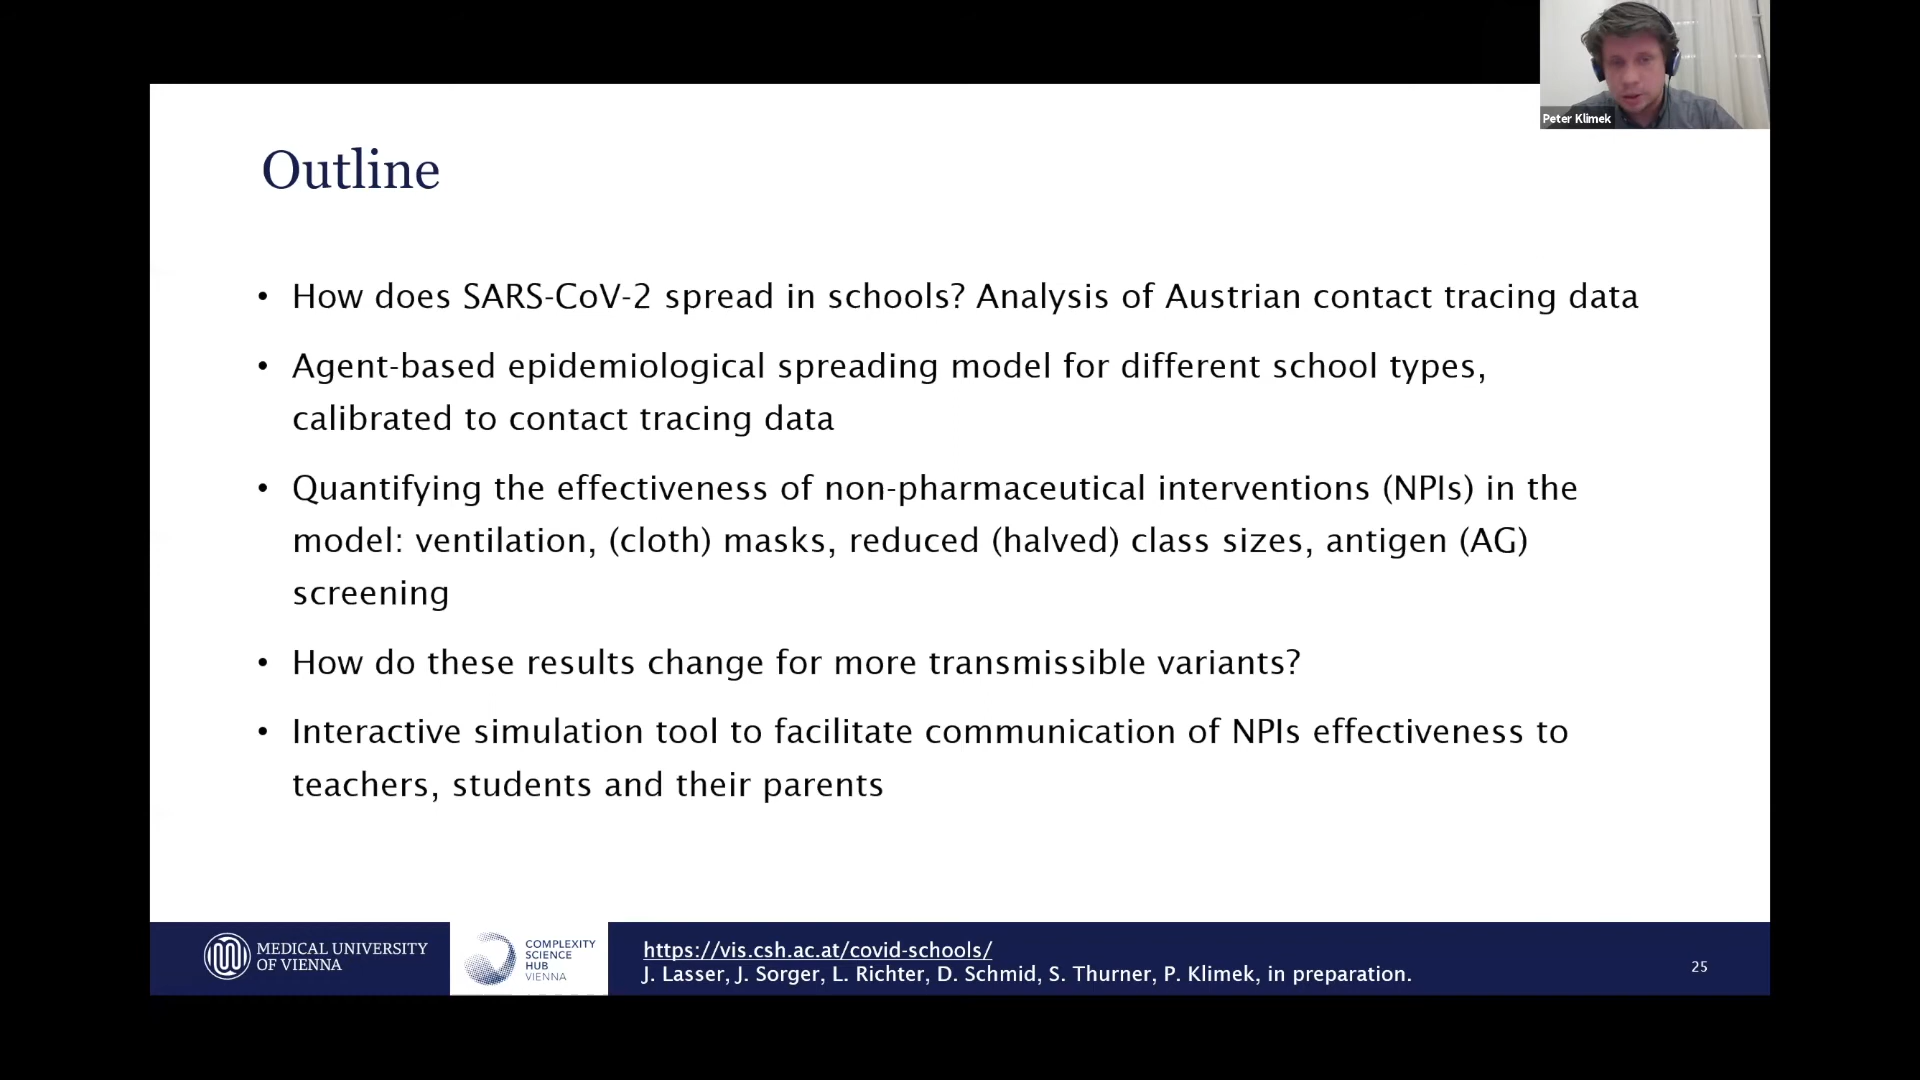 Peter Klimek
Outline
• How does SARS-CoV-2 spread in schools? Analysis of Austrian contact tracing data
• Agent-based epidemiological spreading model for different school types,
calibrated to contact tracing data
• Quantifying the effectiveness of non-pharmaceutical interventions (NPIs) in the
model: ventilation, (cloth) masks, reduced (halved) class sizes, antigen (AG)
screening
• How do these results change for more transmissible variants?
• Interactive simulation tool to facilitate communication of NPIs effectiveness to
teachers, students and their parents
MEDICAL UNIVERSITY
OF VIENNA
COMPLEXITY
SCIENCE
HUB
VIENNA
https://vis.csh.ac.at/covid-schools/
J. Lasser, J. Sorger, L. Richter, D. Schmid, S. Thurner, P. Klimek, in preparation.
25